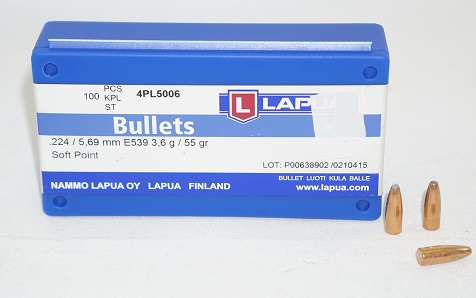 100 PCS KPL ST 4PL5006
L
Bullets
.224 / 5,69 mm E539 3,6 g / 55 gr
Soft Point
LOT: P00638902 /0210415
NAMMO LAPUA OY LAPUA FINLAND
BULLET LUOTI KULA BALLE
www.lapua.com